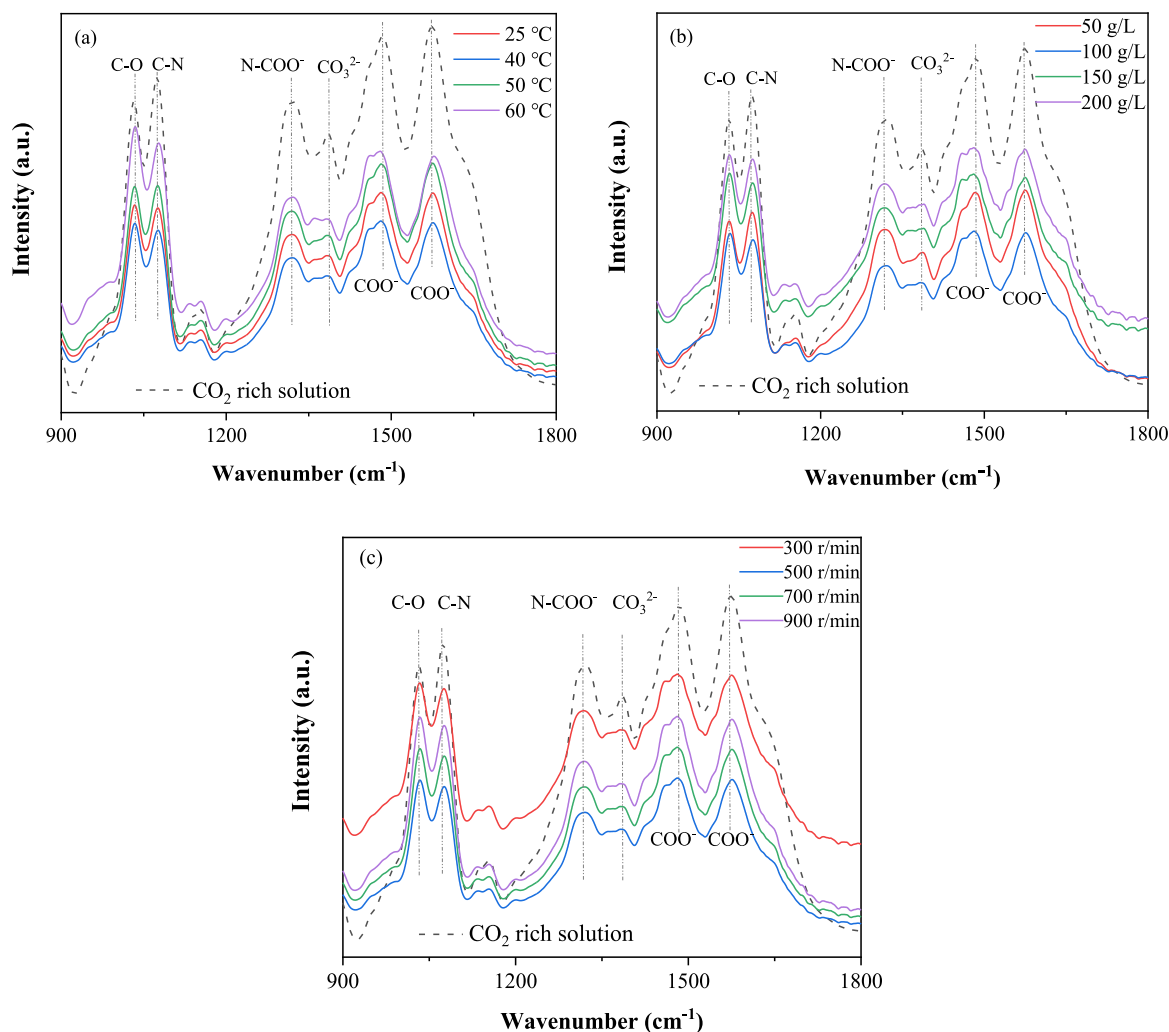 (a)
25 ℃
40 ℃
50 ℃
60 ℃
C-O
C-N
N-COO⁻
CO₃²⁻
COO⁻
COO⁻
CO₂ rich solution
Intensity (a.u.)
900
1200
1500
1800
Wavenumber (cm⁻¹)
(b)
50 g/L
100 g/L
150 g/L
200 g/L
C-O
C-N
N-COO⁻
CO₃²⁻
COO⁻
COO⁻
CO₂ rich solution
Intensity (a.u.)
900
1200
1500
1800
Wavenumber (cm⁻¹)
(c)
300 r/min
500 r/min
700 r/min
900 r/min
C-O
C-N
N-COO⁻
CO₃²⁻
COO⁻
COO⁻
CO₂ rich solution
Intensity (a.u.)
900
1200
1500
1800
Wavenumber (cm⁻¹)